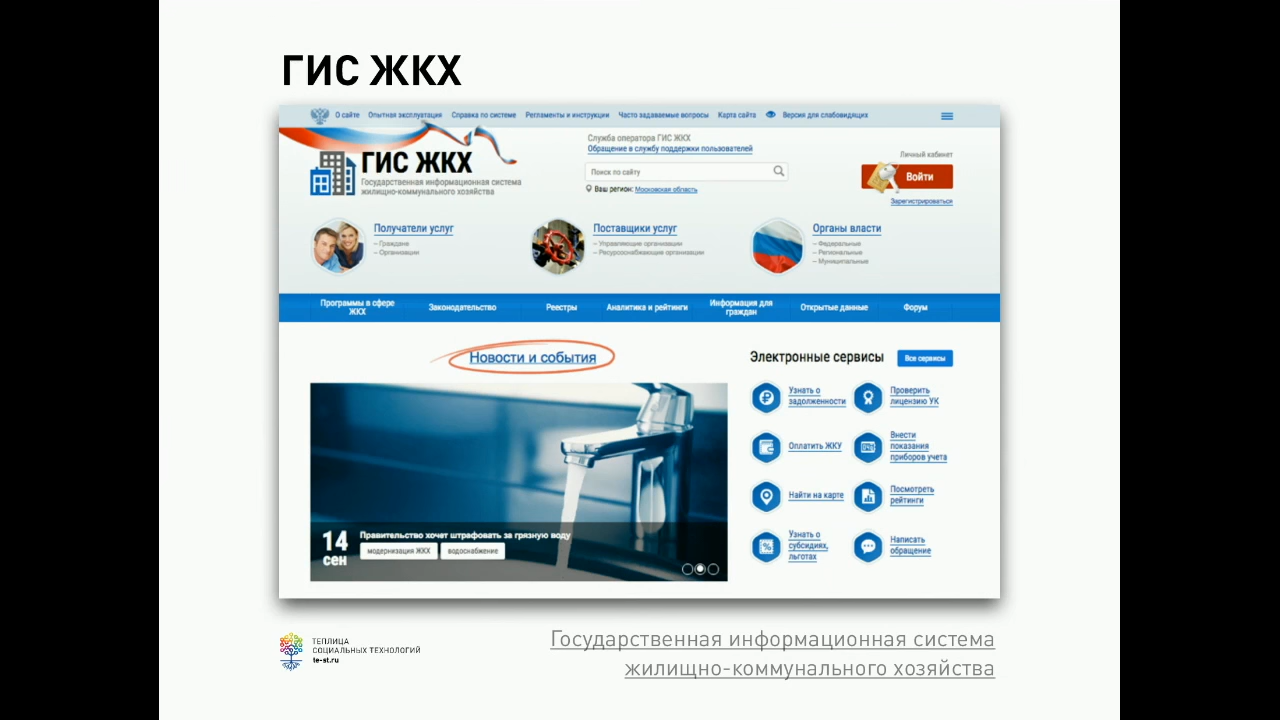 ГИС ЖКХ
О сайте Опытная эксплуатация Справка по системе Регламенты и инструкции Часто задаваемые вопросы Карта сайта Версия для слабовидящих
ГИС ЖКХ
Государственная информационная система
жилищно-коммунального хозяйства
Служба оператора ГИС ЖКХ
Обращение в службу поддержки пользователей
Поиск по сайту
Ваш регион: Московская область
Личный кабинет
Войти
Зарегистрироваться
Получатели услуг
– Граждане
– Организации
Поставщики услуг
– Управляющие организации
– Ресурсоснабжающие организации
Органы власти
– Федеральные
– Региональные
– Муниципальные
Программы в сфере
ЖКХ
Законодательство
Реестры
Аналитика и рейтинги
Информация для
граждан
Открытые данные
Форум
Новости и события
14
сен
Правительство хочет штрафовать за грязную воду
модернизация ЖКХ водоснабжение
Электронные сервисы Все сервисы
Узнать о
задолженности
Проверить
лицензию УК
Оплатить ЖКУ
Внести
показания
приборов учета
Найти на карте
Посмотреть
рейтинги
Узнать о
субсидиях,
льготах
Написать
обращение
ТЕПЛИЦА
СОЦИАЛЬНЫХ ТЕХНОЛОГИЙ
te-st.ru
Государственная информационная система
жилищно-коммунального хозяйства